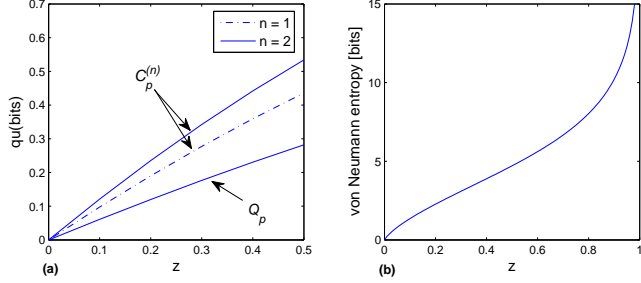 qu(bits)
0.7
0.6
0.5
0.4
0.3
0.2
0.1
0
n = 1
n = 2
C_p^{(n)}
Q_p
0 0.1 0.2 0.3 0.4 0.5
z
(a)
von Neumann entropy [bits]
15
10
5
0
0 0.2 0.4 0.6 0.8 1
z
(b)